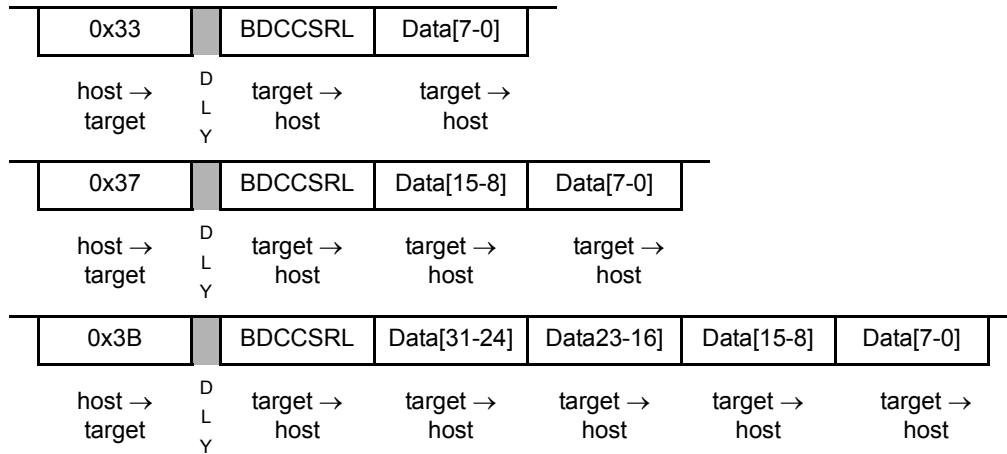 0x33 BDCCSRL Data[7-0]
host → target D L Y target → host target → host
0x37 BDCCSRL Data[15-8] Data[7-0]
host → target D L Y target → host target → host target → host
0x3B BDCCSRL Data[31-24] Data23-16] Data[15-8] Data[7-0]
host → target D L Y target → host target → host target → host target → host target → host